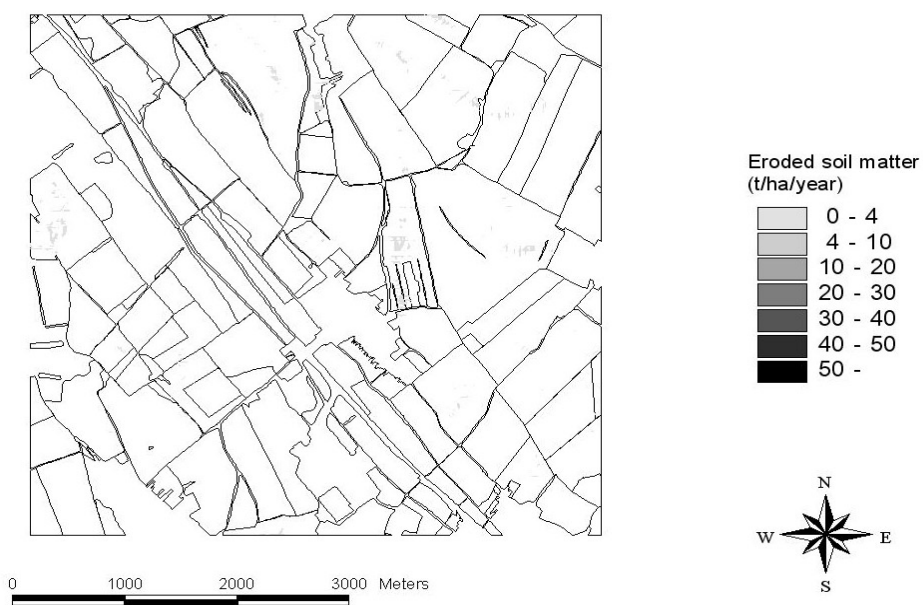 Eroded soil matter
(t/ha/year)
0 - 4
4 - 10
10 - 20
20 - 30
30 - 40
40 - 50
50 -
N
W E
S
0 1000 2000 3000 Meters